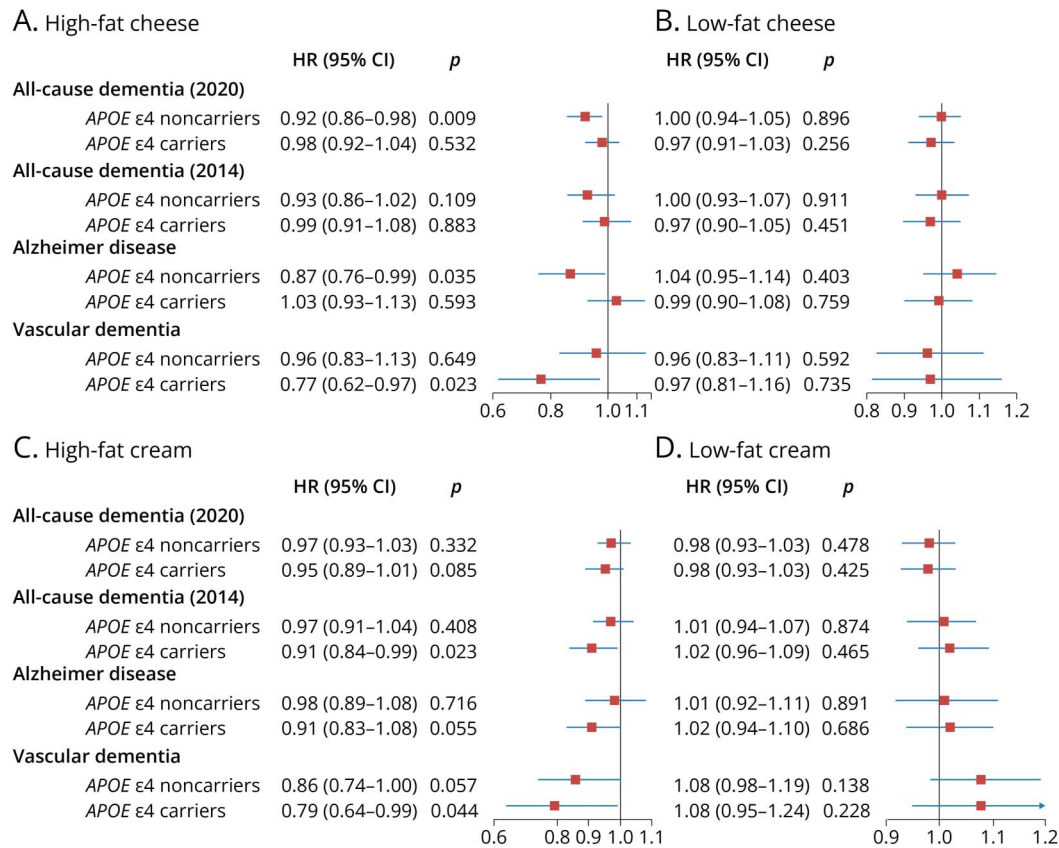 A. High-fat cheese
HR (95% CI) p
All-cause dementia (2020)
APOE ε4 noncarriers 0.92 (0.86–0.98) 0.009
APOE ε4 carriers 0.98 (0.92–1.04) 0.532
All-cause dementia (2014)
APOE ε4 noncarriers 0.93 (0.86–1.02) 0.109
APOE ε4 carriers 0.99 (0.91–1.08) 0.883
Alzheimer disease
APOE ε4 noncarriers 0.87 (0.76–0.99) 0.035
APOE ε4 carriers 1.03 (0.93–1.13) 0.593
Vascular dementia
APOE ε4 noncarriers 0.96 (0.83–1.13) 0.649
APOE ε4 carriers 0.77 (0.62–0.97) 0.023
0.6 0.8 1.0 1.1
B. Low-fat cheese
HR (95% CI) p
1.00 (0.94–1.05) 0.896
0.97 (0.91–1.03) 0.256
1.00 (0.93–1.07) 0.911
0.97 (0.90–1.05) 0.451
1.04 (0.95–1.14) 0.403
0.99 (0.90–1.08) 0.759
0.96 (0.83–1.11) 0.592
0.97 (0.81–1.16) 0.735
0.8 0.9 1.0 1.1 1.2
C. High-fat cream
HR (95% CI) p
All-cause dementia (2020)
APOE ε4 noncarriers 0.97 (0.93–1.03) 0.332
APOE ε4 carriers 0.95 (0.89–1.01) 0.085
All-cause dementia (2014)
APOE ε4 noncarriers 0.97 (0.91–1.04) 0.408
APOE ε4 carriers 0.91 (0.84–0.99) 0.023
Alzheimer disease
APOE ε4 noncarriers 0.98 (0.89–1.08) 0.716
APOE ε4 carriers 0.91 (0.83–1.08) 0.055
Vascular dementia
APOE ε4 noncarriers 0.86 (0.74–1.00) 0.057
APOE ε4 carriers 0.79 (0.64–0.99) 0.044
0.6 0.8 0.9 1.0 1.1
D. Low-fat cream
HR (95% CI) p
0.98 (0.93–1.03) 0.478
0.98 (0.93–1.03) 0.425
1.01 (0.94–1.07) 0.874
1.02 (0.96–1.09) 0.465
1.01 (0.92–1.11) 0.891
1.02 (0.94–1.10) 0.686
1.08 (0.98–1.19) 0.138
1.08 (0.95–1.24) 0.228
0.9 1.0 1.1 1.2